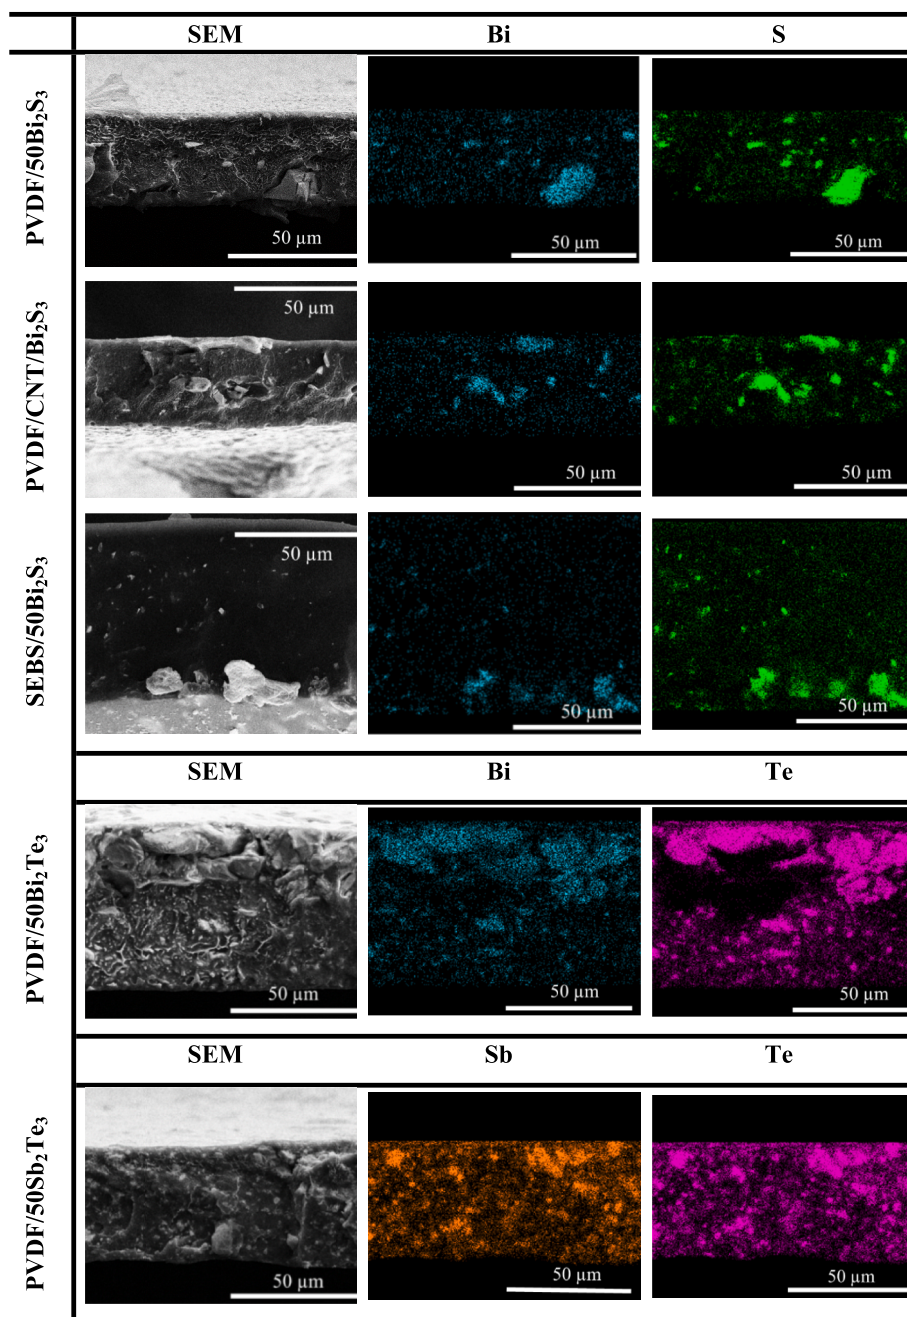 SEM Bi S
PVDF/50Bi₂S₃
50 µm 50 µm 50 µm
PVDF/CNT/Bi₂S₃
50 µm 50 µm 50 µm
SEBS/50Bi₂S₃
50 µm 50 µm 50 µm
SEM Bi Te
PVDF/50Bi₂Te₃
50 µm 50 µm 50 µm
SEM Sb Te
PVDF/50Sb₂Te₃
50 µm 50 µm 50 µm